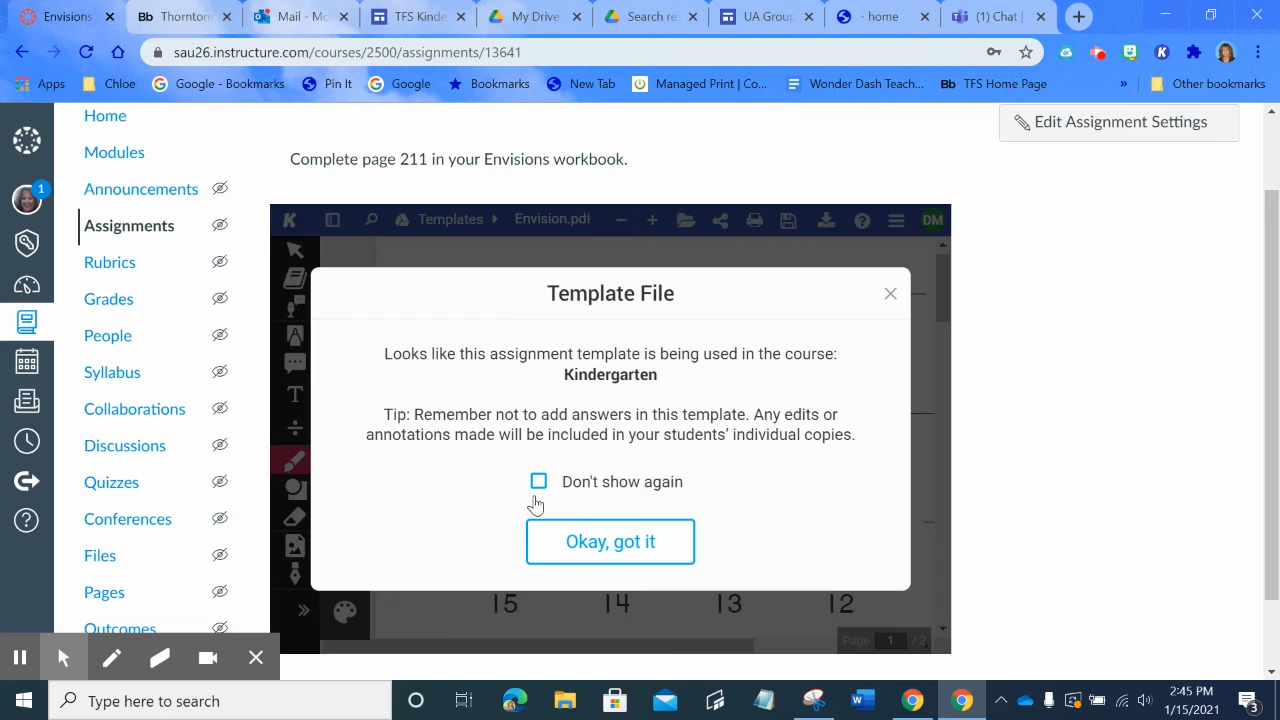 Envisions
Bb Thornton
Mail -
TFS Kinde
My Drive
Search re
UA Group
- home
(1) Chat |
sau26.instructure.com/courses/2500/assignments/13641
Apps
Chloe
Google - Bookmarks
Pin It
Google
Bookmarks
New Tab
Managed Print | Co...
Wonder Dash Teach...
Bb TFS Home Page
»
Other bookmarks
Home
Modules
Announcements
Assignments
Rubrics
Grades
People
Syllabus
Collaborations
Discussions
Quizzes
Conferences
Files
Pages
Outcomes
1
Edit Assignment Settings
Complete page 211 in your Envisions workbook.
Templates
Envision.pdf
DM
Template File
Looks like this assignment template is being used in the course:
Kindergarten
Tip: Remember not to add answers in this template. Any edits or
annotations made will be included in your students' individual copies.
Don't show again
Okay, got it
15 14 13 12
Page 1 / 2
Type here to search
2:45 PM
1/15/2021
3